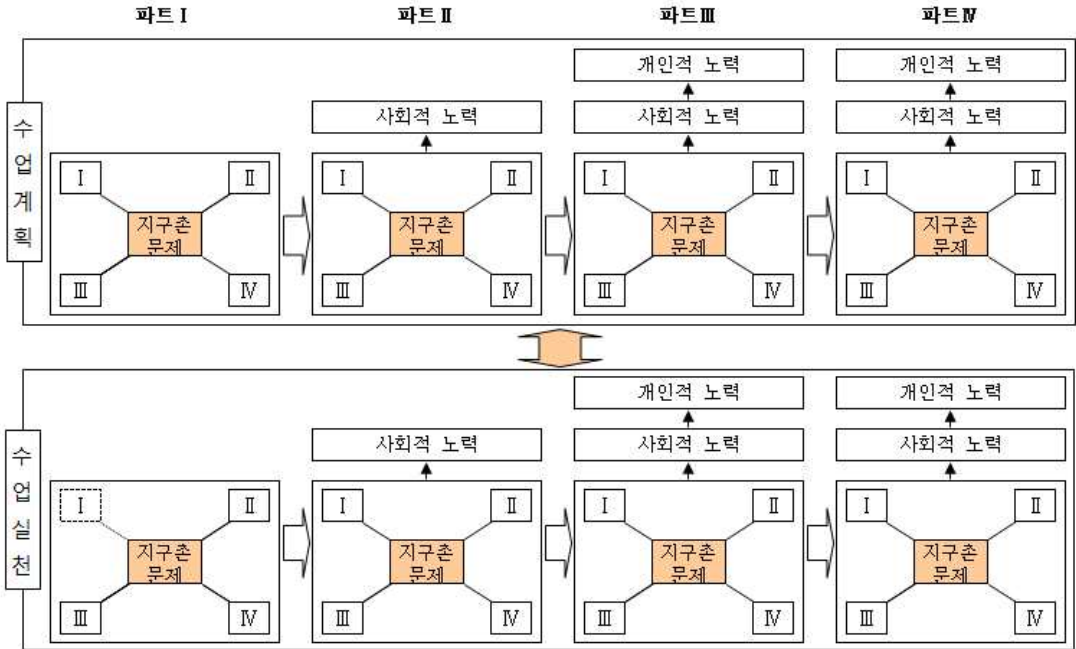 파트 Ⅰ 파트 Ⅱ 파트Ⅲ 파트Ⅳ
수업계획
개인적 노력 개인적 노력
사회적 노력 사회적 노력 사회적 노력
Ⅰ Ⅱ Ⅰ Ⅱ Ⅰ Ⅱ Ⅰ Ⅱ
지구촌 지구촌 지구촌 지구촌
문제 문제 문제 문제
Ⅲ Ⅳ Ⅲ Ⅳ Ⅲ Ⅳ Ⅲ Ⅳ
수업실천
개인적 노력 개인적 노력
사회적 노력 사회적 노력 사회적 노력
Ⅰ Ⅱ Ⅰ Ⅱ Ⅰ Ⅱ Ⅰ Ⅱ
지구촌 지구촌 지구촌 지구촌
문제 문제 문제 문제
Ⅲ Ⅳ Ⅲ Ⅳ Ⅲ Ⅳ Ⅲ Ⅳ